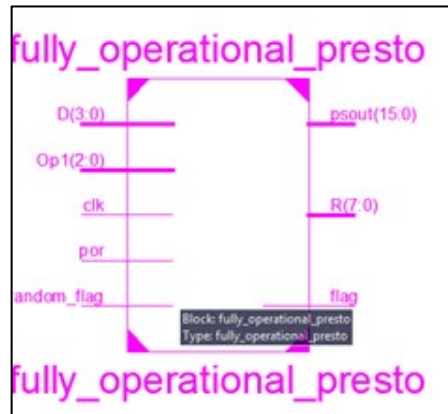 fully_operational_presto
D(3:0)
psout(15:0)
Op1(2:0)
clk
R(7:0)
por
andom_flag
flag
Block: fully_operational_presto
Type: fully_operational_presto
fully_operational_presto